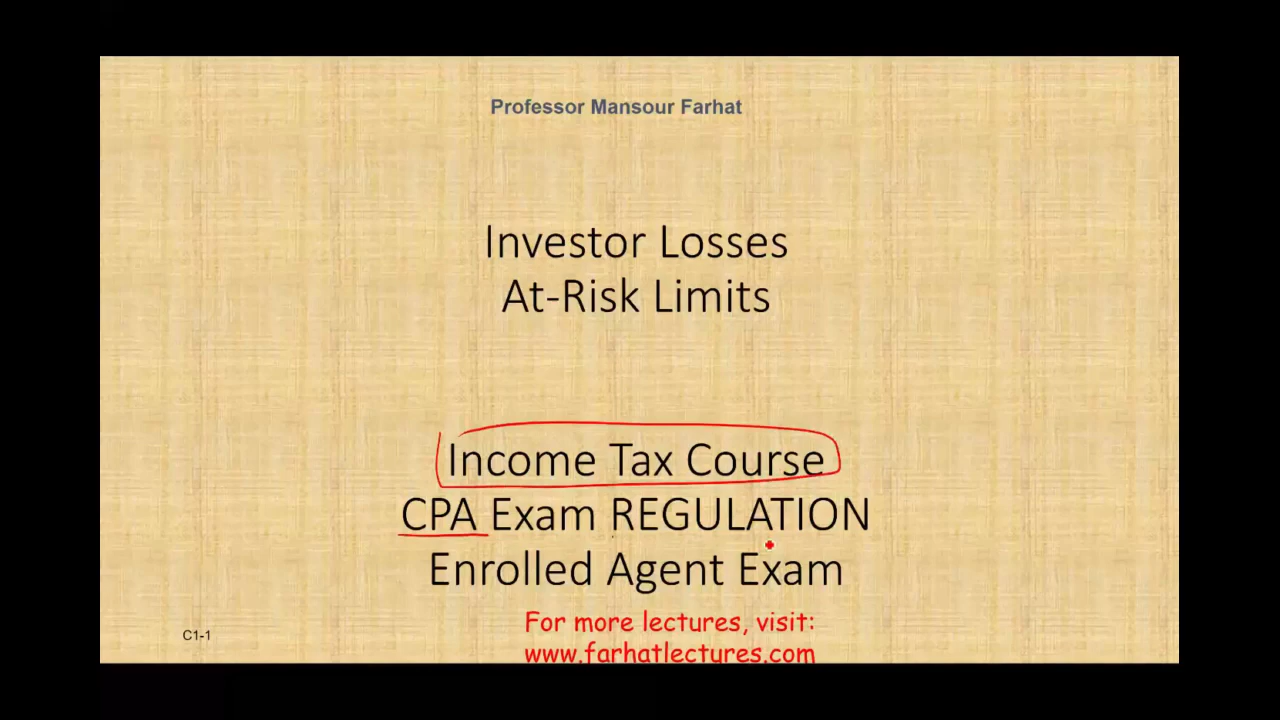 Professor Mansour Farhat
Investor Losses
At-Risk Limits
Income Tax Course
CPA Exam REGULATION
Enrolled Agent Exam
For more lectures, visit:
www.farhatlectures.com
C1-1